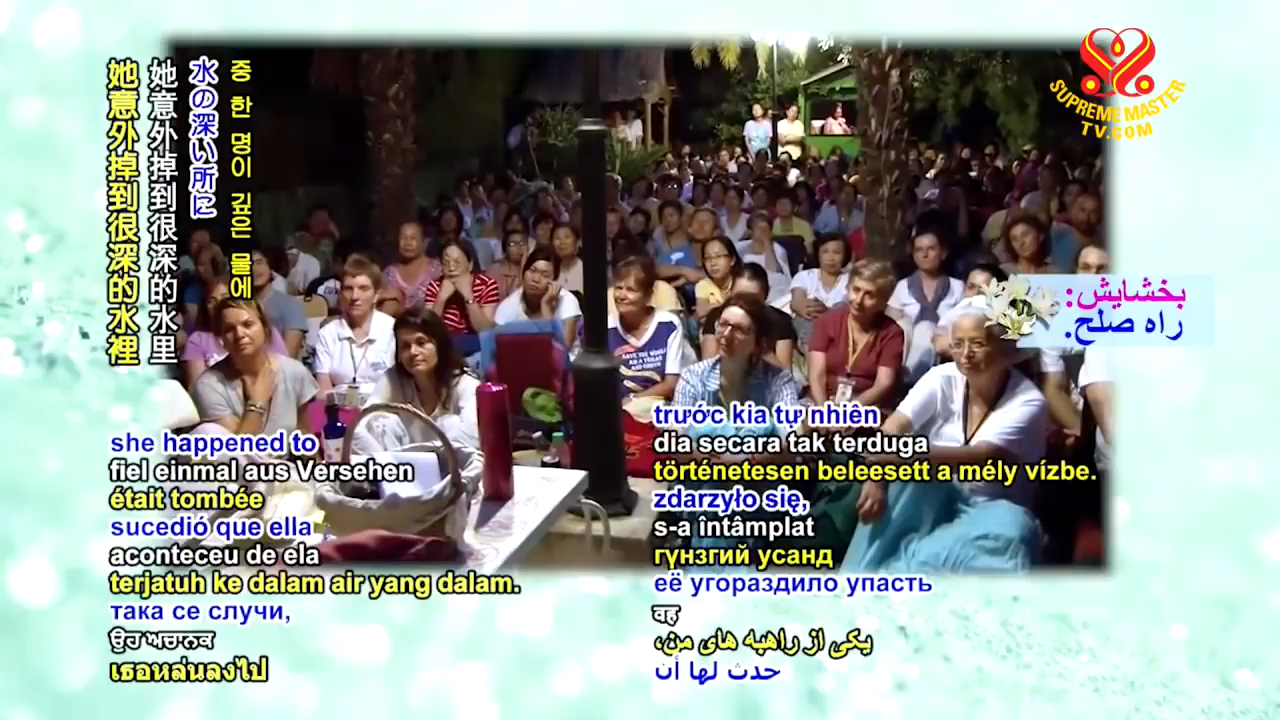 她意外掉到很深的水裡
她意外掉到很深的水里
水の深い所に
중 한 명이 깊은 물에
SUPREME MASTER
TV.COM
بخشایش:
راه صلح.
SAVE THE WORLD
she happened to
fiel einmal aus Versehen
était tombée
sucedió que ella
aconteceu de ela
terjatuh ke dalam air yang dalam.
така се случи,
ਉਹ ਅਚਾਨਕ
เธอหล่นลงไป
trước kia tự nhiên
dia secara tak terduga
történetesen beleesett a mély vízbe.
zdarzyło się,
s-a întâmplat
гүнзгий усанд
её угораздило упасть
वह
یکی از راهبه های من،
حدث لها أن